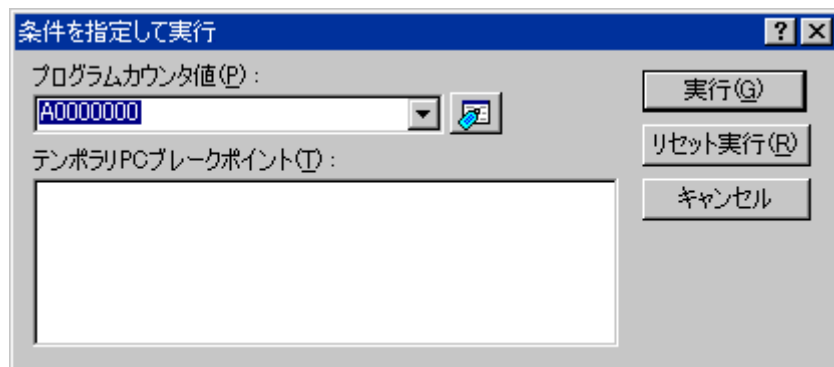 条件を指定して実行
プログラムカウンタ値(P):
A0000000
テンポラリPCブレークポイント(T):
実行(G)
リセット実行(R)
キャンセル